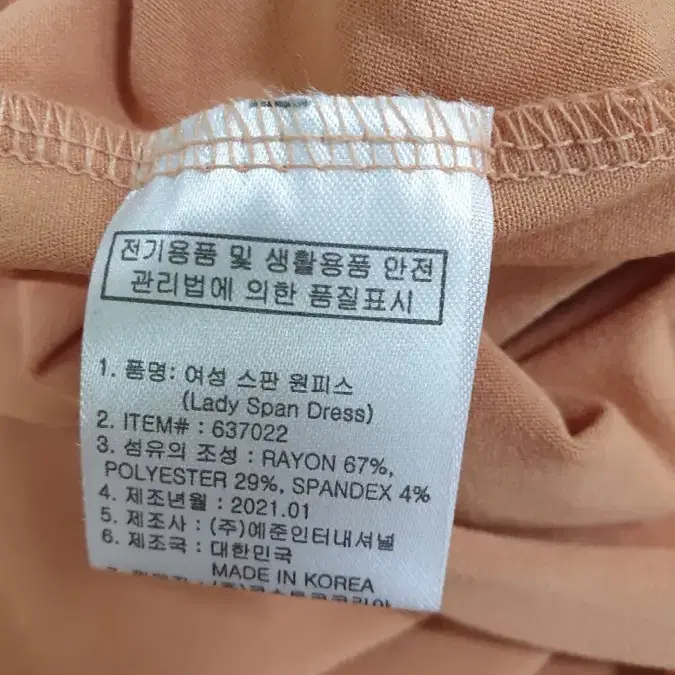 전기용품 및 생활용품 안전
관리법에 의한 품질표시
1. 품명: 여성 스판 원피스
(Lady Span Dress)
2. ITEM# : 637022
3. 섬유의 조성 : RAYON 67%,
POLYESTER 29%, SPANDEX 4%
4. 제조년월 : 2021.01
5. 제조사 : (주)예준인터내셔널
6. 제조국 : 대한민국
MADE IN KOREA